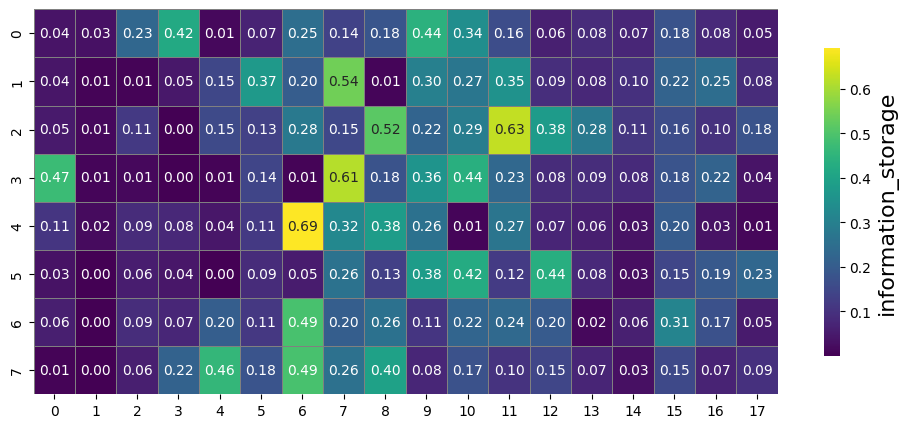 0 0.04 0.03 0.23 0.42 0.01 0.07 0.25 0.14 0.18 0.44 0.34 0.16 0.06 0.08 0.07 0.18 0.08 0.05
1 0.04 0.01 0.01 0.05 0.15 0.37 0.20 0.54 0.01 0.30 0.27 0.35 0.09 0.08 0.10 0.22 0.25 0.08
2 0.05 0.01 0.11 0.00 0.15 0.13 0.28 0.15 0.52 0.22 0.29 0.63 0.38 0.28 0.11 0.16 0.10 0.18
3 0.47 0.01 0.01 0.00 0.01 0.14 0.01 0.61 0.18 0.36 0.44 0.23 0.08 0.09 0.08 0.18 0.22 0.04
4 0.11 0.02 0.09 0.08 0.04 0.11 0.69 0.32 0.38 0.26 0.01 0.27 0.07 0.06 0.03 0.20 0.03 0.01
5 0.03 0.00 0.06 0.04 0.00 0.09 0.05 0.26 0.13 0.38 0.42 0.12 0.44 0.08 0.03 0.15 0.19 0.23
6 0.06 0.00 0.09 0.07 0.20 0.11 0.49 0.20 0.26 0.11 0.22 0.24 0.20 0.02 0.06 0.31 0.17 0.05
7 0.01 0.00 0.06 0.22 0.46 0.18 0.49 0.26 0.40 0.08 0.17 0.10 0.15 0.07 0.03 0.15 0.07 0.09
0 1 2 3 4 5 6 7 8 9 10 11 12 13 14 15 16 17
0.6
0.5
0.4
0.3
0.2
0.1
information_storage